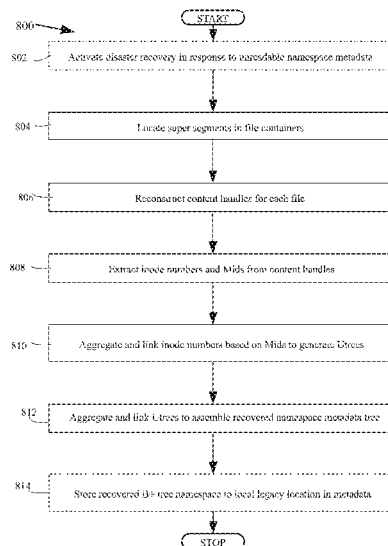 START
800
802
Activate disaster recovery in response to unreadable namespace metadata
804
Locate super segments in file containers
806
Reconstruct content handles for each file
808
Extract inode numbers and Mids from content handles
810
Aggregate and link inode numbers based on Mids to generate Utrees
812
Aggregate and link Utrees to assemble recovered namespace metadata tree
814
Store recovered B+ tree namespace to local legacy location in metadata
STOP